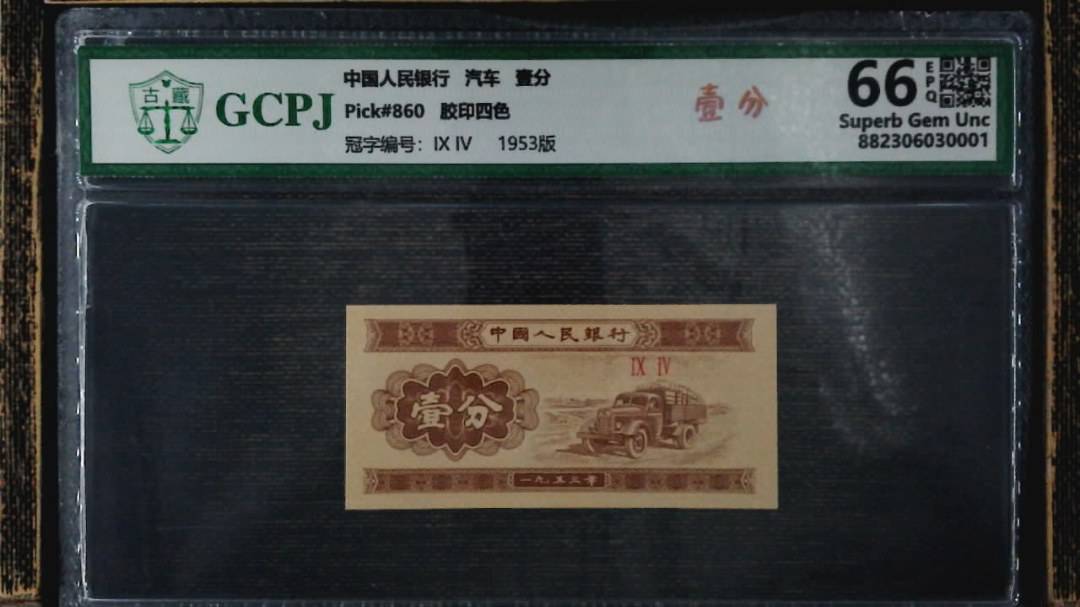 古藏
GCPJ
中国人民银行 汽车 壹分
Pick#860 胶印四色
冠字编号：IX IV 1953版
壹分
66 EPQ
Superb Gem Unc
882306030001
中國人民銀行
IX IV
壹分
一九五三年